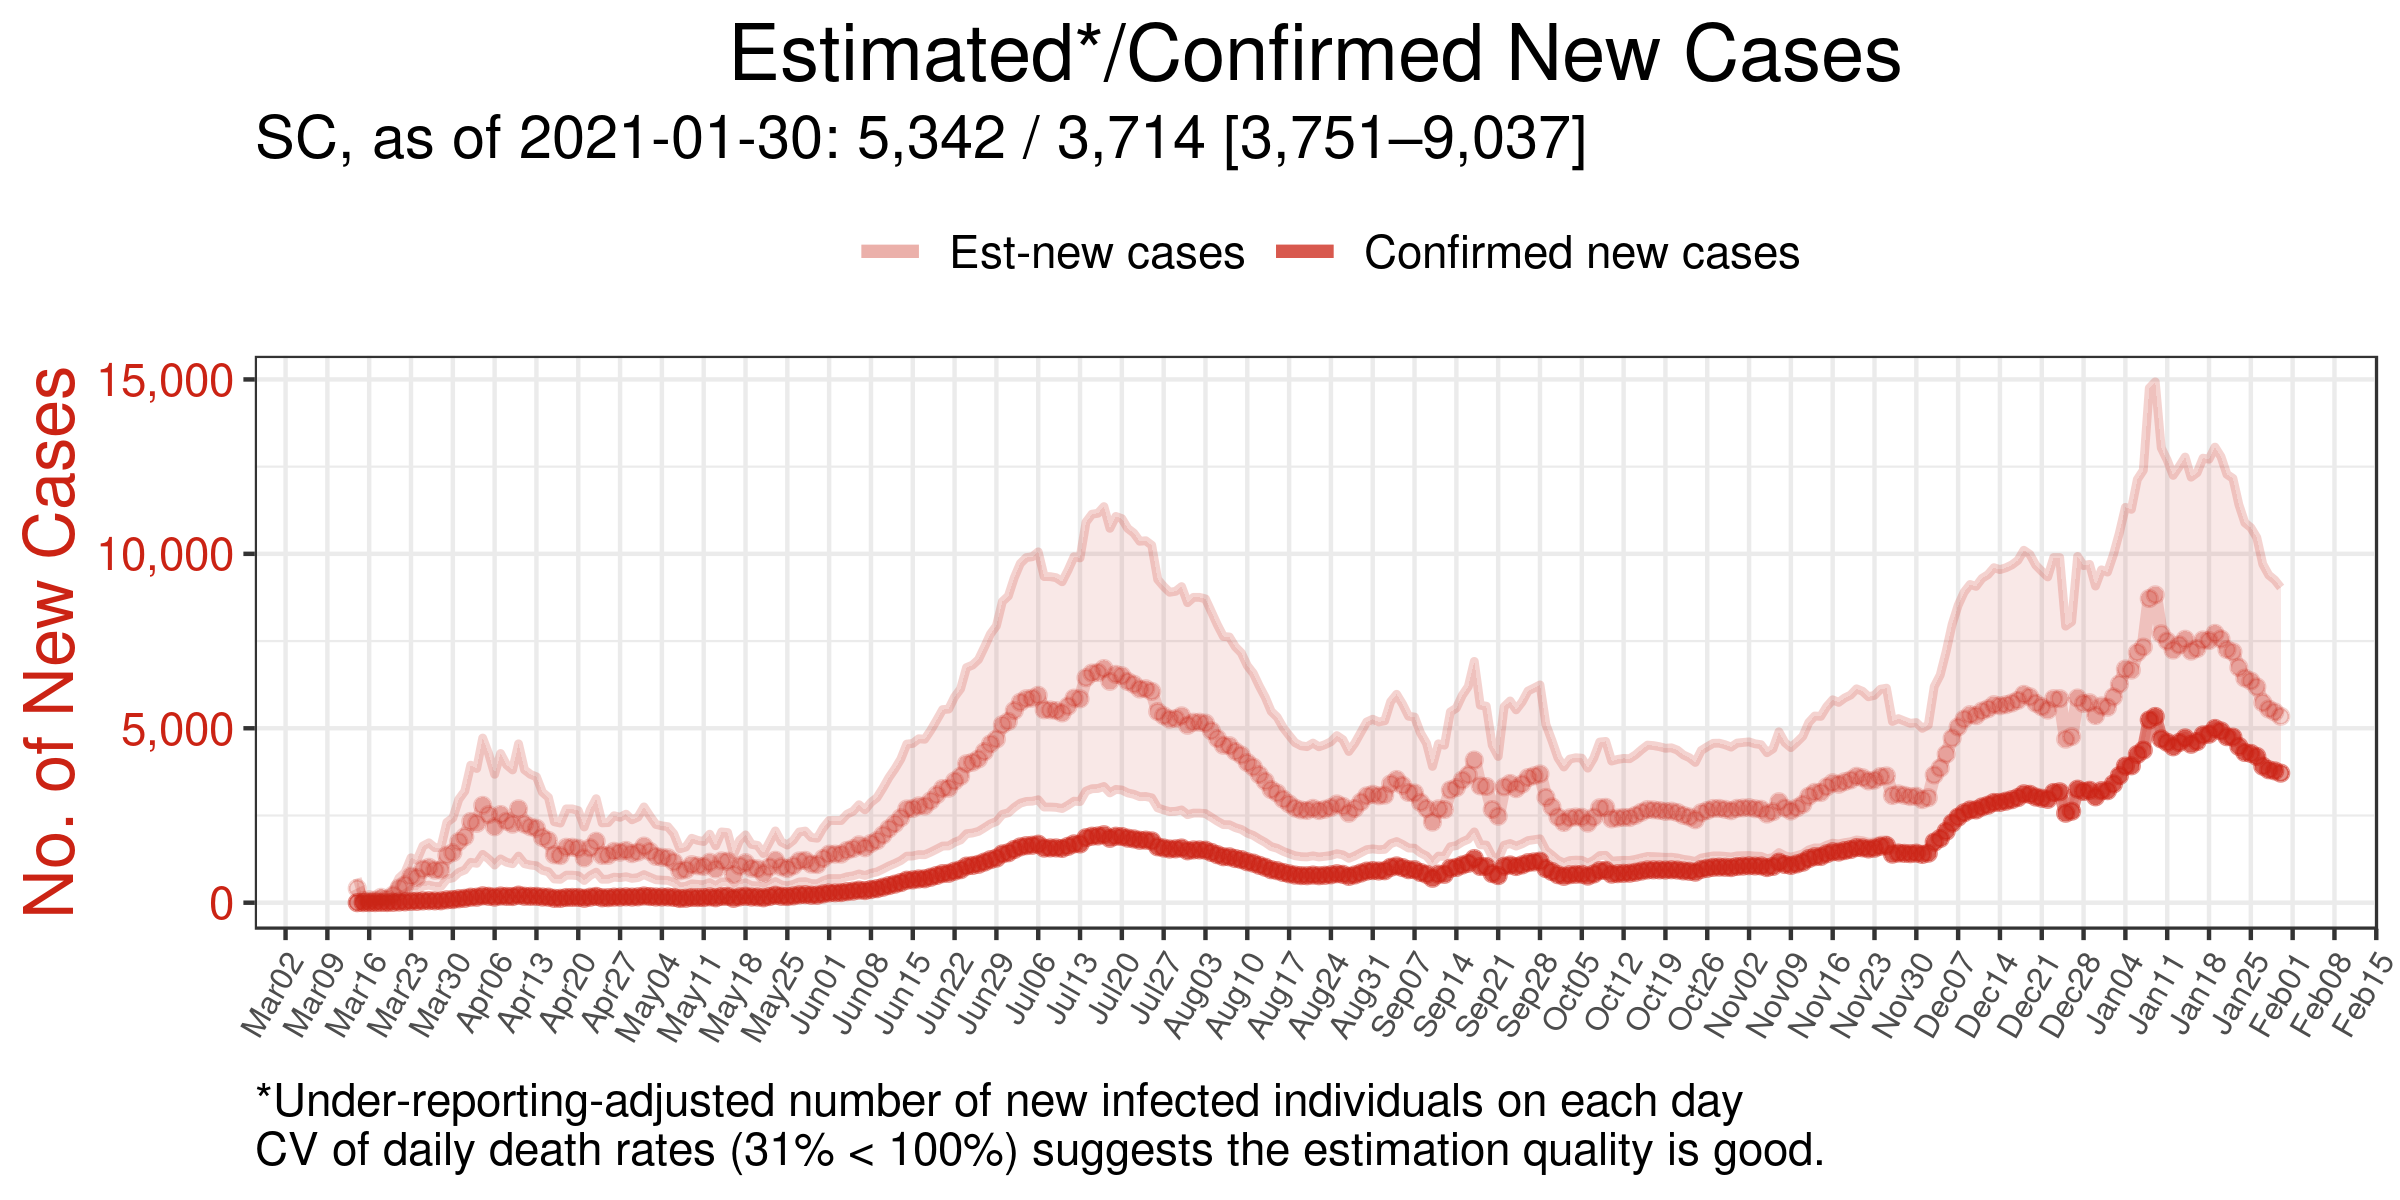 Estimated*/Confirmed New Cases
SC, as of 2021-01-30: 5,342 / 3,714 [3,751–9,037]
Est-new cases Confirmed new cases
No. of New Cases
15,000
10,000
5,000
0
Mar02 Mar09 Mar16 Mar23 Mar30 Apr06 Apr13 Apr20 Apr27 May04 May11 May18 May25 Jun01 Jun08 Jun15 Jun22 Jun29 Jul06 Jul13 Jul20 Jul27 Aug03 Aug10 Aug17 Aug24 Aug31 Sep07 Sep14 Sep21 Sep28 Oct05 Oct12 Oct19 Oct26 Nov02 Nov09 Nov16 Nov23 Nov30 Dec07 Dec14 Dec21 Dec28 Jan04 Jan11 Jan18 Jan25 Feb01 Feb08 Feb15
*Under-reporting-adjusted number of new infected individuals on each day
CV of daily death rates (31% < 100%) suggests the estimation quality is good.